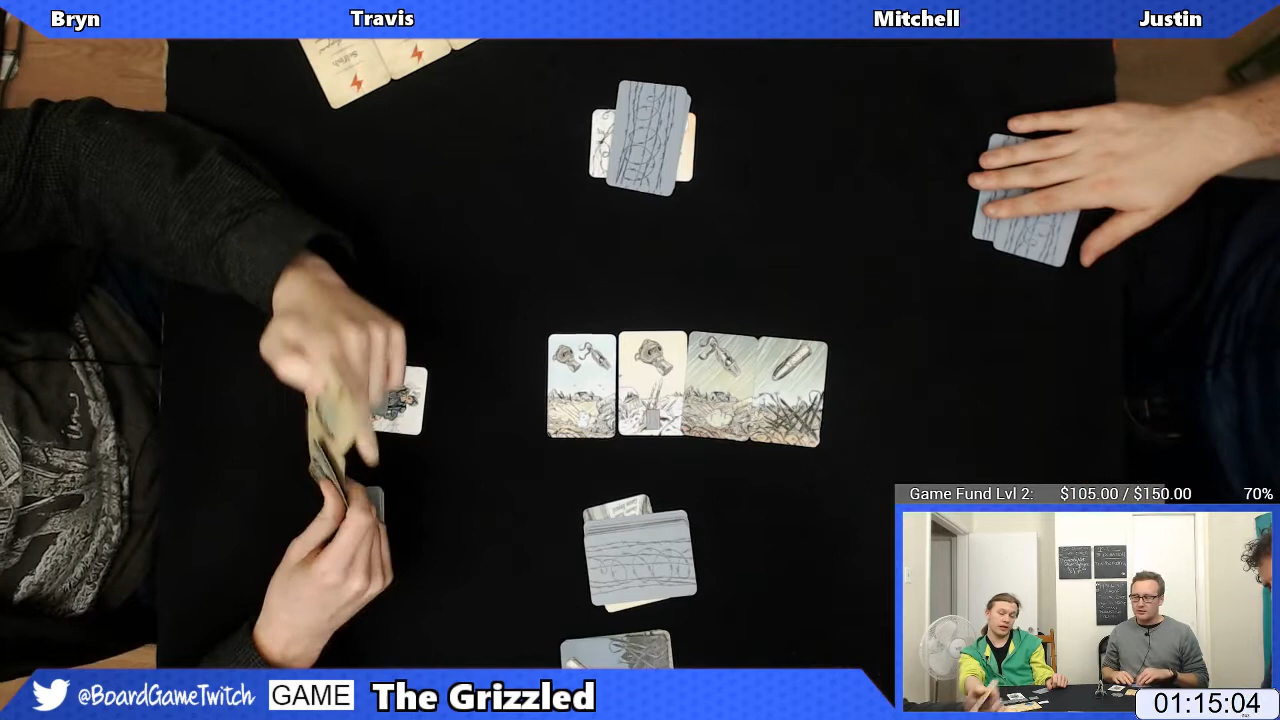 Bryn
Travis
Mitchell
Justin
Game Fund Lvl 2: $105.00 / $150.00 70%
@BoardGameTwitch
GAME
The Grizzled
01:15:04